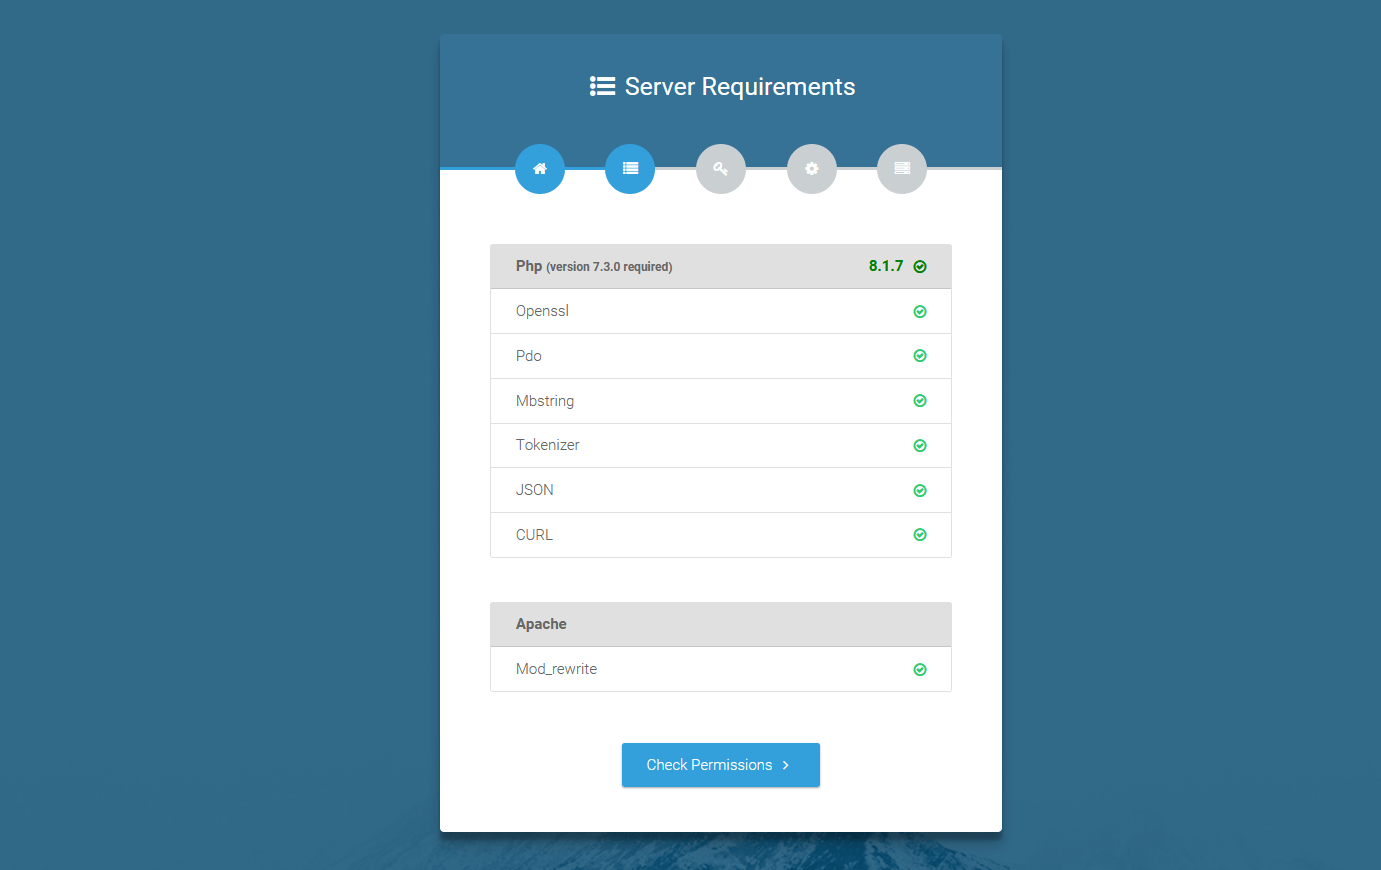 Server Requirements
Php (version 7.3.0 required) 8.1.7
Openssl
Pdo
Mbstring
Tokenizer
JSON
CURL
Apache
Mod_rewrite
Check Permissions